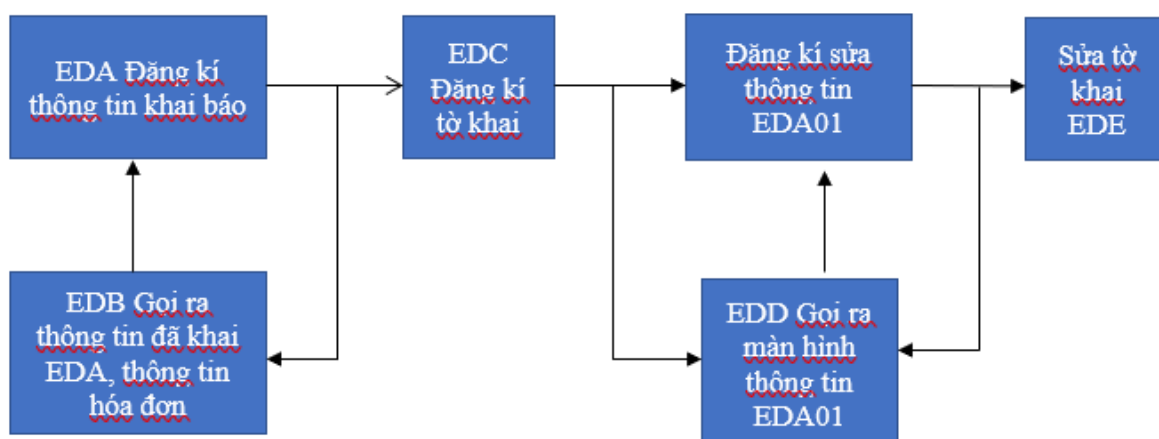 EDA Đăng kí
thông tin khai báo
EDC
Đăng kí
tờ khai
Đăng kí sửa
thông tin
EDA01
Sửa tờ
khai
EDE
EDB Gọi ra
thông tin đã khai
EDA, thông tin
hóa đơn
EDD Gọi ra
màn hình
thông tin
EDA01